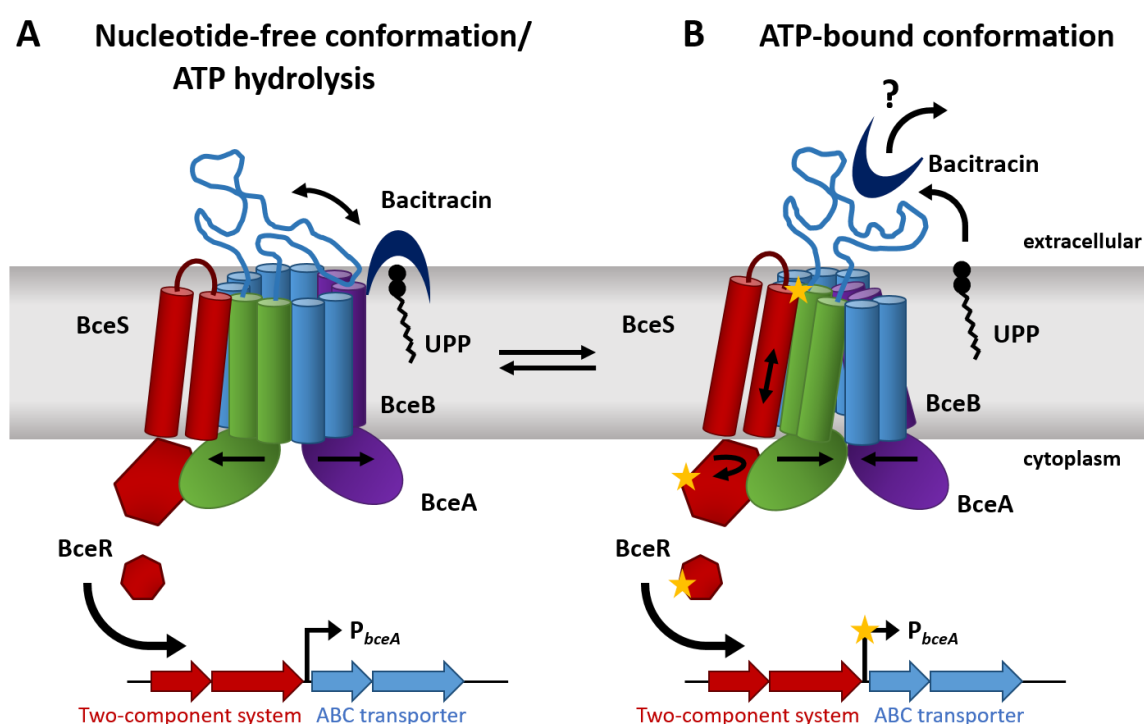 A
Nucleotide-free conformation/
ATP hydrolysis
Bacitracin
BceS
UPP
BceB
BceA
BceR
PbceA
Two-component system
ABC transporter
B
ATP-bound conformation
?
Bacitracin
extracellular
BceS
UPP
BceB
cytoplasm
BceA
BceR
PbceA
Two-component system
ABC transporter